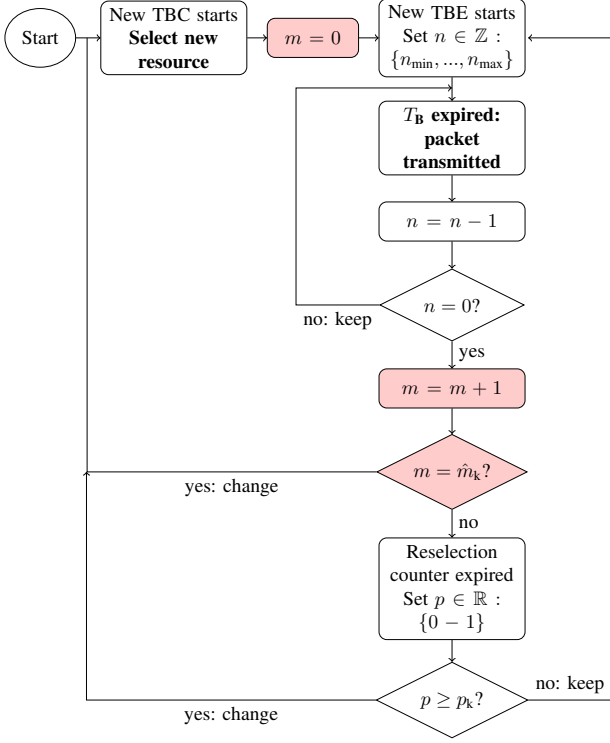 Start
New TBC starts
Select new
resource
m = 0
New TBE starts
Set n ∈ ℤ :
{n_min, ..., n_max}
T_B expired:
packet
transmitted
n = n − 1
n = 0?
no: keep
yes
m = m + 1
m = m̂_k?
yes: change
no
Reselection
counter expired
Set p ∈ ℝ :
{0 − 1}
p ≥ p_k?
no: keep
yes: change